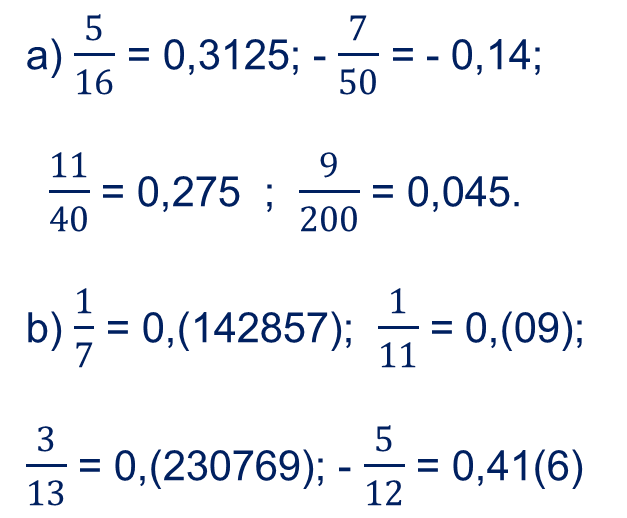 a) 5/16 = 0,3125; - 7/50 = - 0,14;
11/40 = 0,275 ; 9/200 = 0,045.
b) 1/7 = 0,(142857); 1/11 = 0,(09);
3/13 = 0,(230769); - 5/12 = 0,41(6)